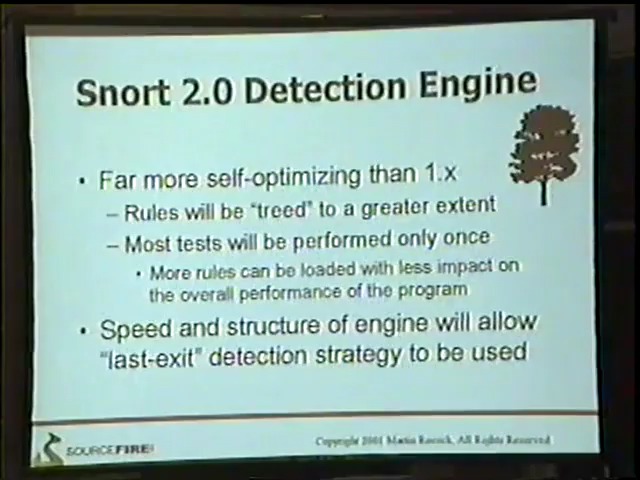 Snort 2.0 Detection Engine
• Far more self-optimizing than 1.x
– Rules will be "treed" to a greater extent
– Most tests will be performed only once
• More rules can be loaded with less impact on
the overall performance of the program
• Speed and structure of engine will allow
"last-exit" detection strategy to be used
SOURCEFIRE
Copyright 2001 Martin Roesch, All Rights Reserved